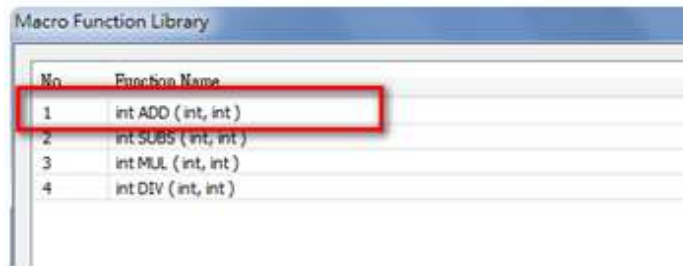 Macro Function Library
No Function Name
1 int ADD ( int, int )
2 int SUBS ( int, int )
3 int MUL ( int, int )
4 int DIV ( int, int )